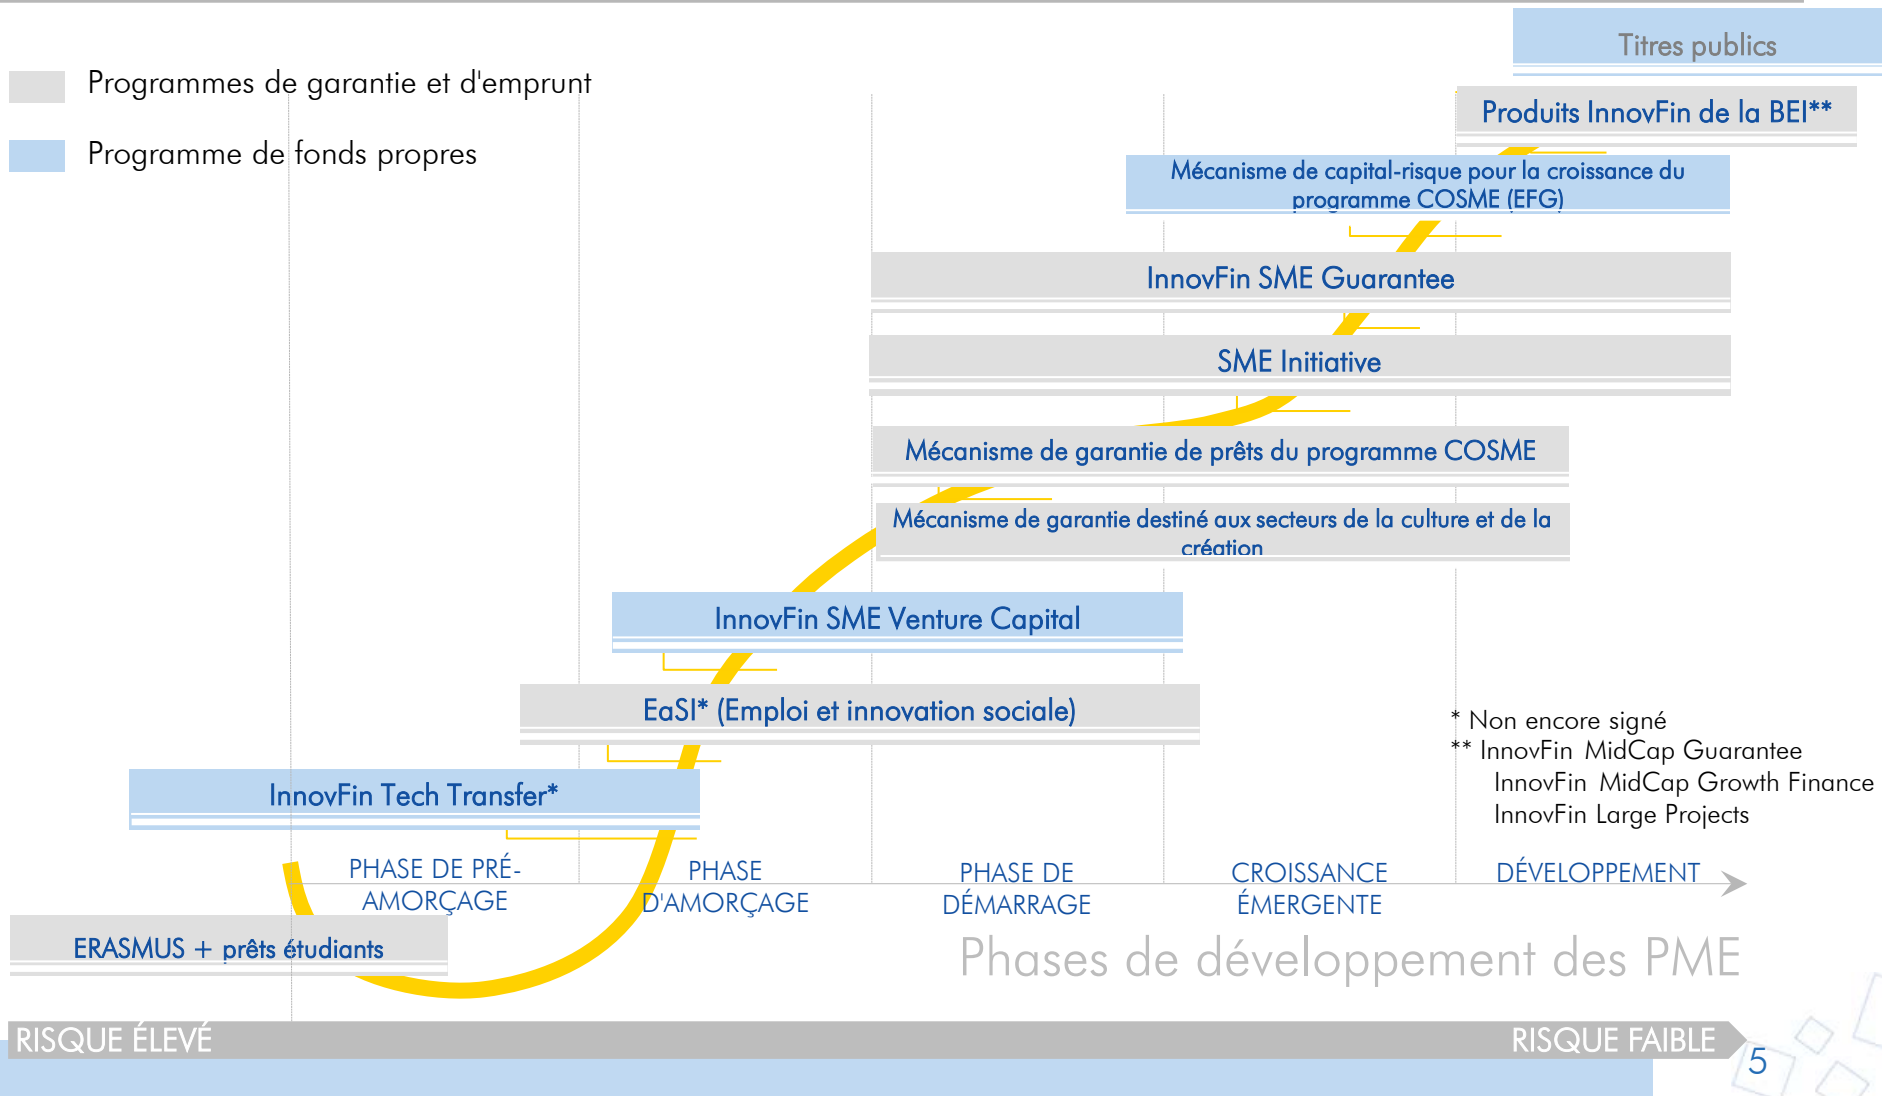 Titres publics
Programmes de garantie et d'emprunt
Produits InnovFin de la BEI**
Programme de fonds propres
Mécanisme de capital-risque pour la croissance du
programme COSME (EFG)
InnovFin SME Guarantee
SME Initiative
Mécanisme de garantie de prêts du programme COSME
Mécanisme de garantie destiné aux secteurs de la culture et de la
création
InnovFin SME Venture Capital
EaSI* (Emploi et innovation sociale)
* Non encore signé
** InnovFin MidCap Guarantee
InnovFin MidCap Growth Finance
InnovFin Large Projects
InnovFin Tech Transfer*
PHASE DE PRÉ-
AMORÇAGE
PHASE
D'AMORÇAGE
PHASE DE
DÉMARRAGE
CROISSANCE
ÉMERGENTE
DÉVELOPPEMENT
ERASMUS + prêts étudiants
Phases de développement des PME
RISQUE ÉLEVÉ
RISQUE FAIBLE
5